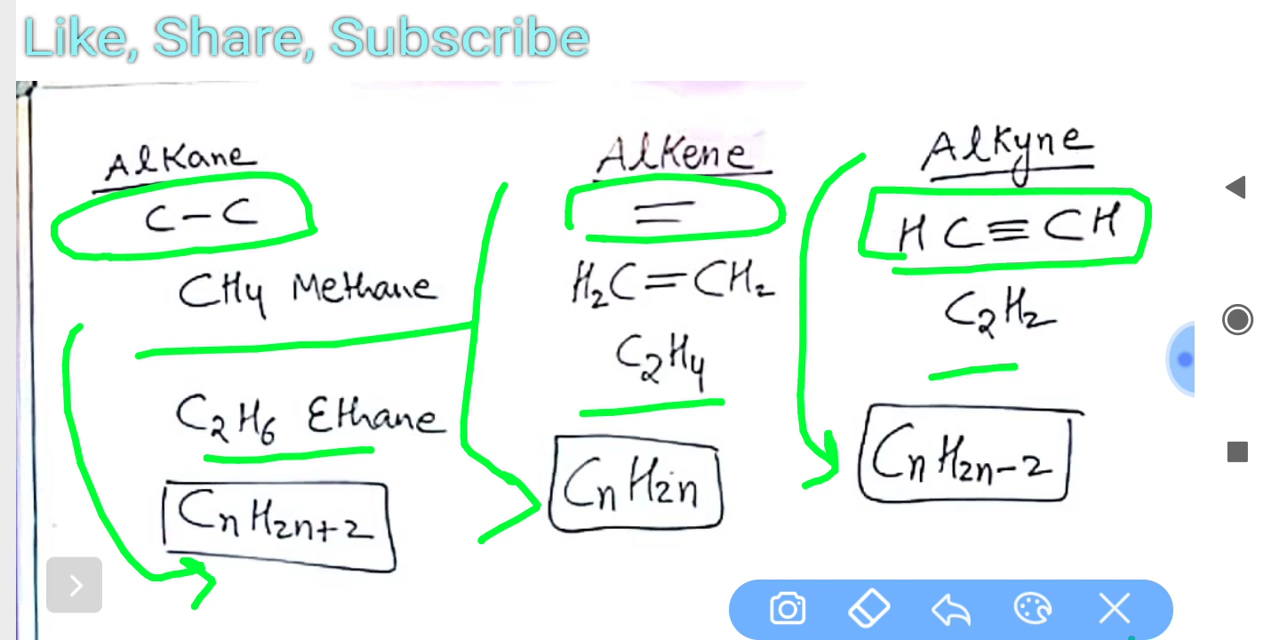 Like, Share, Subscribe
Alkane
C-C
CH4 Methane
C2H6 Ethane
CnH2n+2
Alkene
=
H2C=CH2
C2H4
CnH2n
Alkyne
HC≡CH
C2H2
CnH2n-2